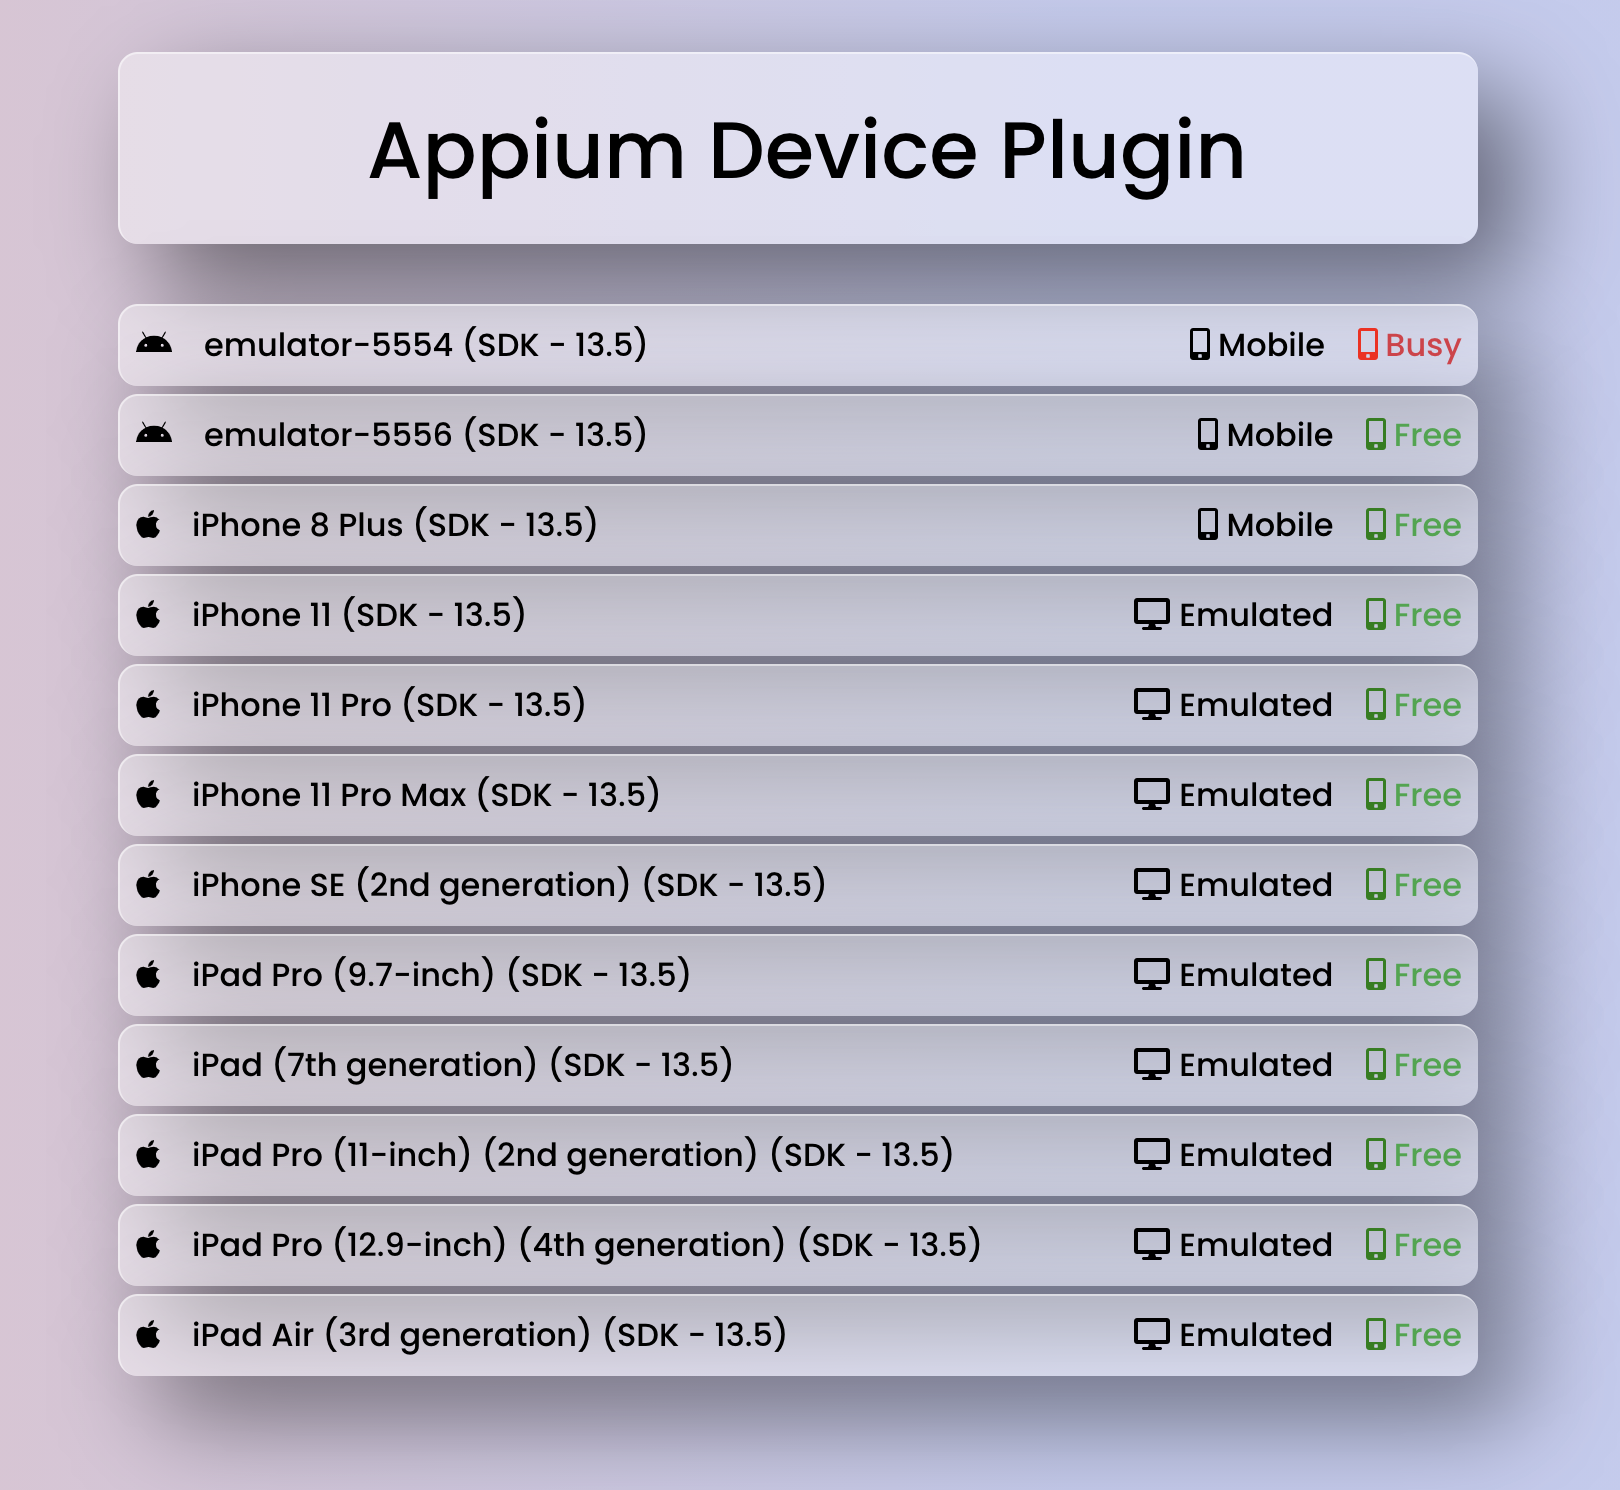 Appium Device Plugin
emulator-5554 (SDK - 13.5) Mobile Busy
emulator-5556 (SDK - 13.5) Mobile Free
iPhone 8 Plus (SDK - 13.5) Mobile Free
iPhone 11 (SDK - 13.5) Emulated Free
iPhone 11 Pro (SDK - 13.5) Emulated Free
iPhone 11 Pro Max (SDK - 13.5) Emulated Free
iPhone SE (2nd generation) (SDK - 13.5) Emulated Free
iPad Pro (9.7-inch) (SDK - 13.5) Emulated Free
iPad (7th generation) (SDK - 13.5) Emulated Free
iPad Pro (11-inch) (2nd generation) (SDK - 13.5) Emulated Free
iPad Pro (12.9-inch) (4th generation) (SDK - 13.5) Emulated Free
iPad Air (3rd generation) (SDK - 13.5) Emulated Free